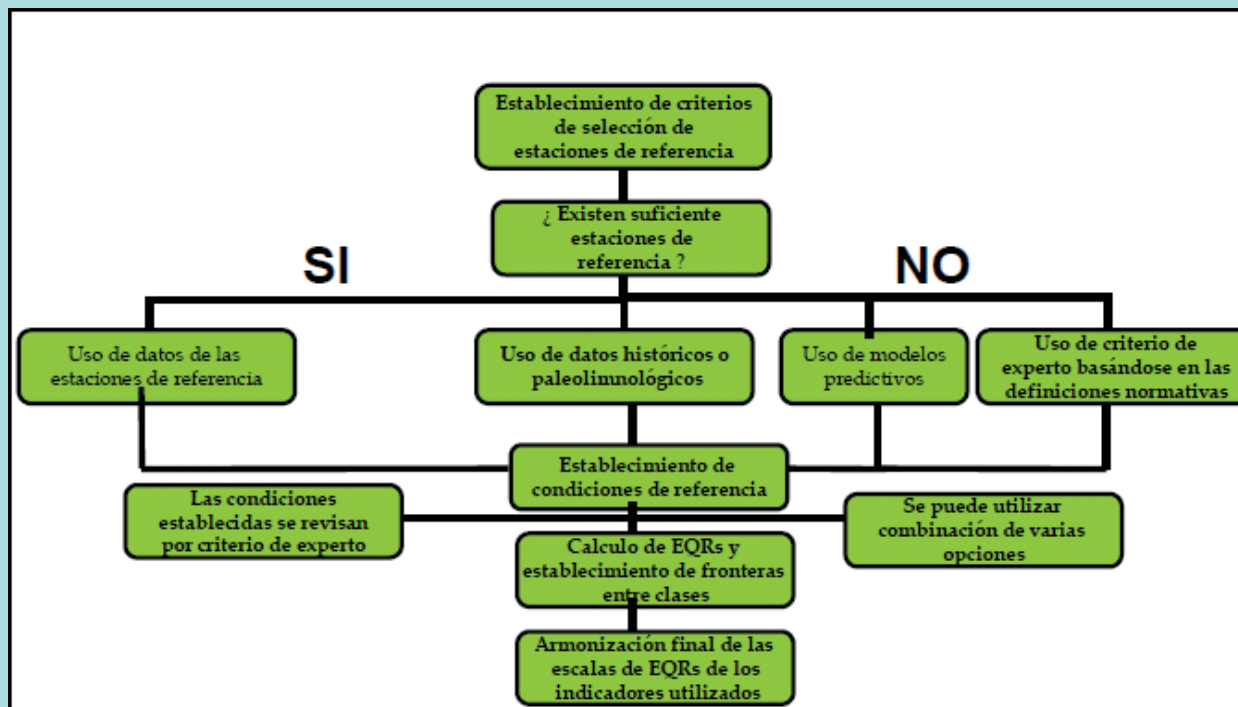 Establecimiento de criterios
de selección de
estaciones de referencia
¿ Existen suficiente
estaciones de
referencia ?
SI
NO
Uso de datos de las
estaciones de referencia
Uso de datos históricos o
paleolimnológicos
Uso de modelos
predictivos
Uso de criterio de
experto basándose en las
definiciones normativas
Establecimiento de
condiciones de referencia
Las condiciones
establecidas se revisan
por criterio de experto
Se puede utilizar
combinación de varias
opciones
Calculo de EQRs y
establecimiento de fronteras
entre clases
Armonización final de las
escalas de EQRs de los
indicadores utilizados